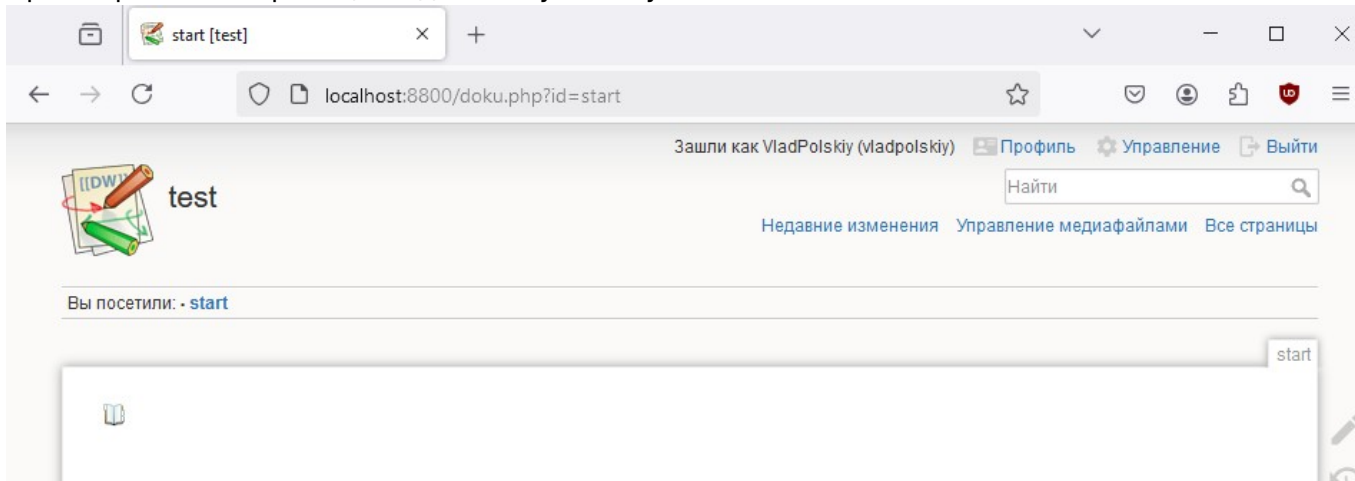 start [test]
localhost:8800/doku.php?id=start
Зашли как VladPolskiy (vladpolskiy) Профиль Управление Выйти
[[DW]]
test
Найти
Недавние изменения Управление медиафайлами Все страницы
Вы посетили: • start
start